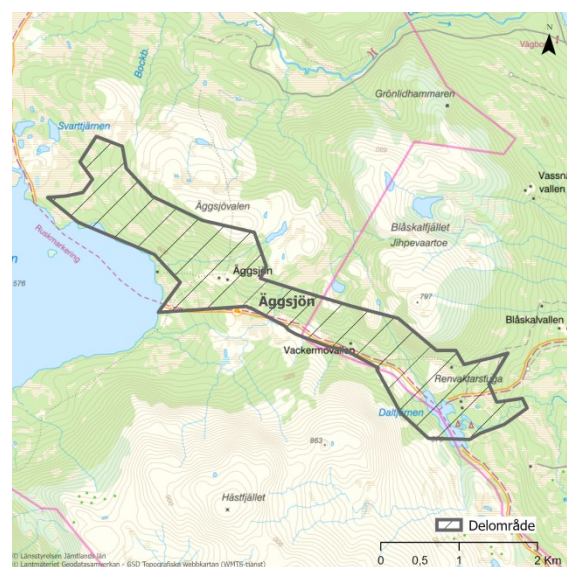 N
Vågbo
Bockb.
Grönlidhammaren
Svarttjärnen
Vassna
vallen
Äggsjövalen
Blåskalfjället
Jihpevaartoe
Ruskmarkering
n
576
Äggsjön
Äggsjön
797
Blåskalvallen
Vackermovallen
Renvaktarstuga
Daltjärnen
863
Hästfjället
Delområde
0 0,5 1 2 Km
© Länsstyrelsen Jämtlands län
© Lantmäteriet Geodatasamverkan - GSD Topografiska webbkartan (WMTS-tjänst)